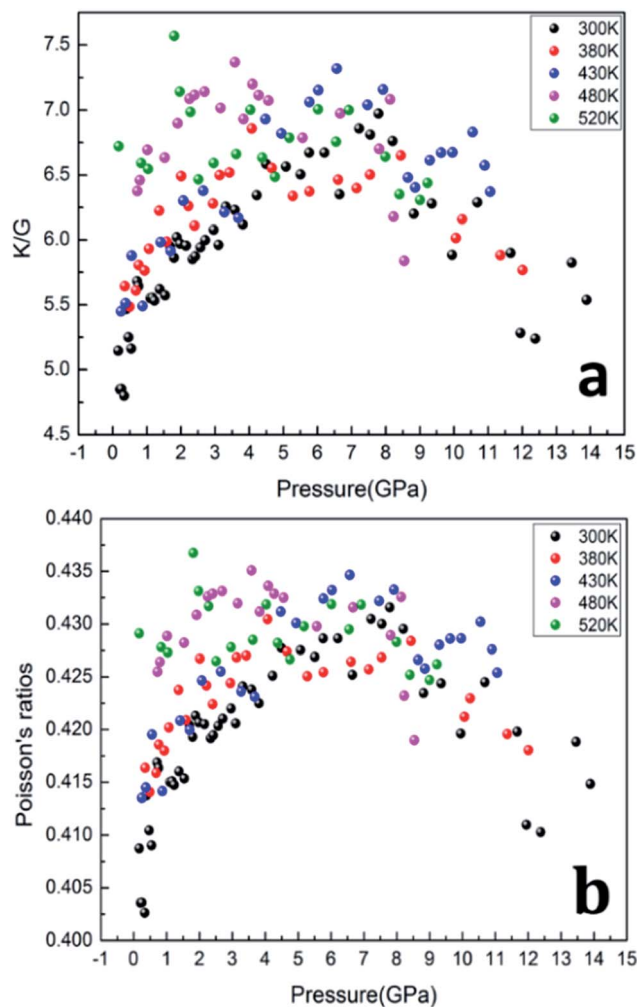 300K
380K
430K
480K
520K
7.5
7.0
6.5
6.0
5.5
5.0
4.5
K/G
a
-1 0 1 2 3 4 5 6 7 8 9 10 11 12 13 14 15
Pressure(GPa)
0.440
0.435
0.430
0.425
0.420
0.415
0.410
0.405
0.400
Poisson's ratios
300K
380K
430K
480K
520K
b
-1 0 1 2 3 4 5 6 7 8 9 10 11 12 13 14 15
Pressure(GPa)